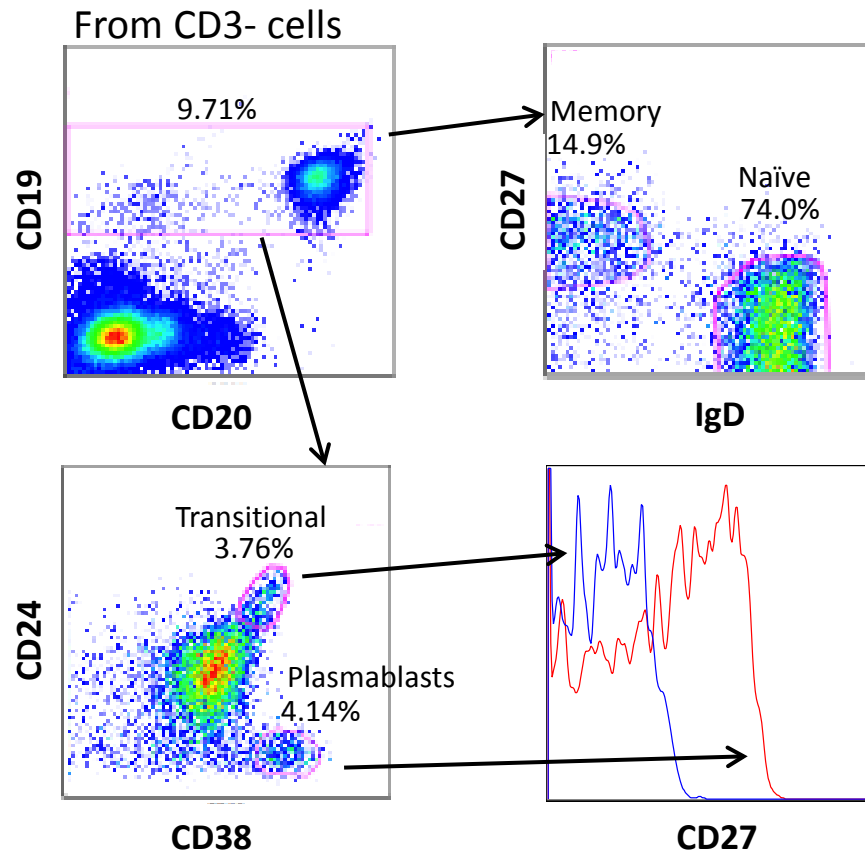 From CD3- cells
9.71%
CD19
CD20
Memory
14.9%
Naïve
74.0%
CD27
IgD
Transitional
3.76%
Plasmablasts
4.14%
CD24
CD38
CD27